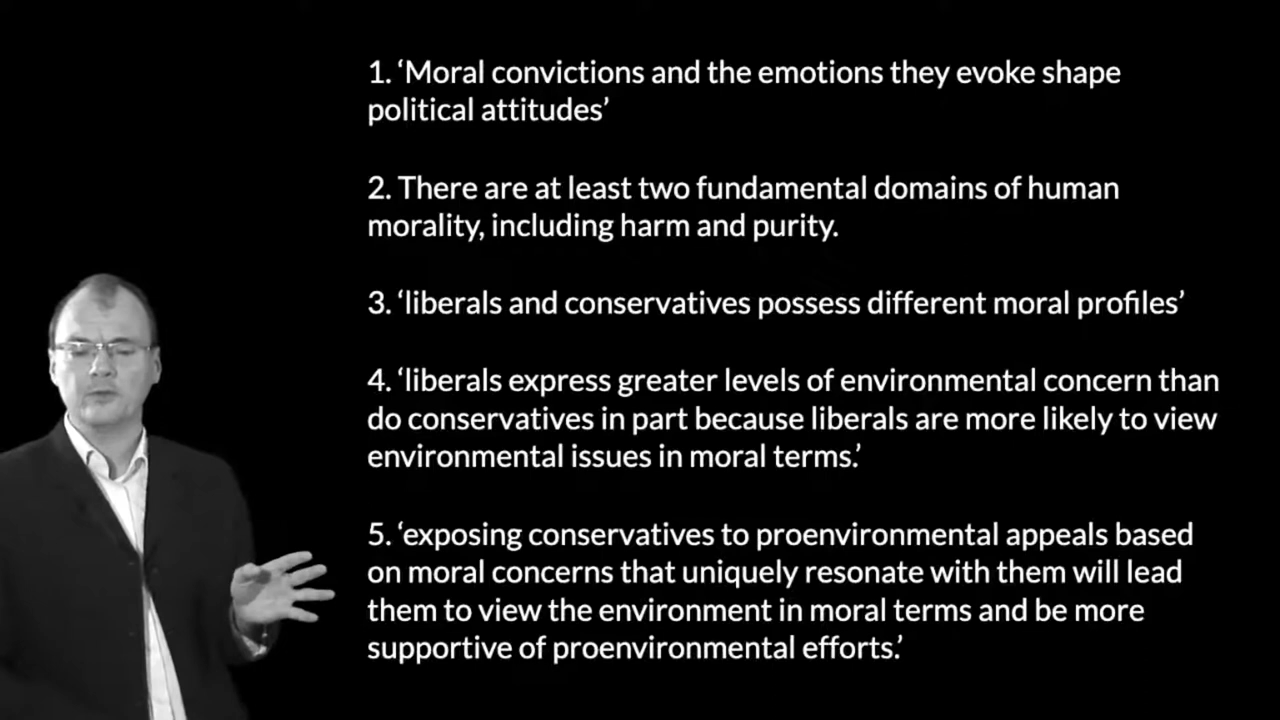 1. ‘Moral convictions and the emotions they evoke shape
political attitudes’
2. There are at least two fundamental domains of human
morality, including harm and purity.
3. ‘liberals and conservatives possess different moral profiles’
4. ‘liberals express greater levels of environmental concern than
do conservatives in part because liberals are more likely to view
environmental issues in moral terms.’
5. ‘exposing conservatives to proenvironmental appeals based
on moral concerns that uniquely resonate with them will lead
them to view the environment in moral terms and be more
supportive of proenvironmental efforts.’